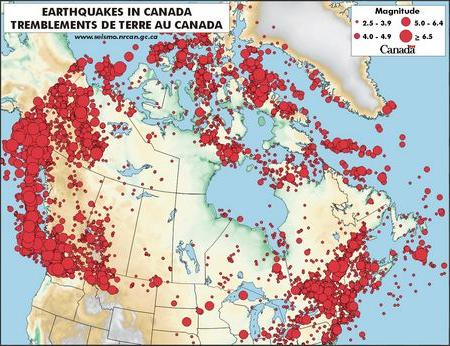 EARTHQUAKES IN CANADA
TREMBLEMENTS DE TERRE AU CANADA
www.seismo.nrcan.gc.ca
Magnitude
2.5 - 3.9
5.0 - 6.4
4.0 - 4.9
≥ 6.5
Canada